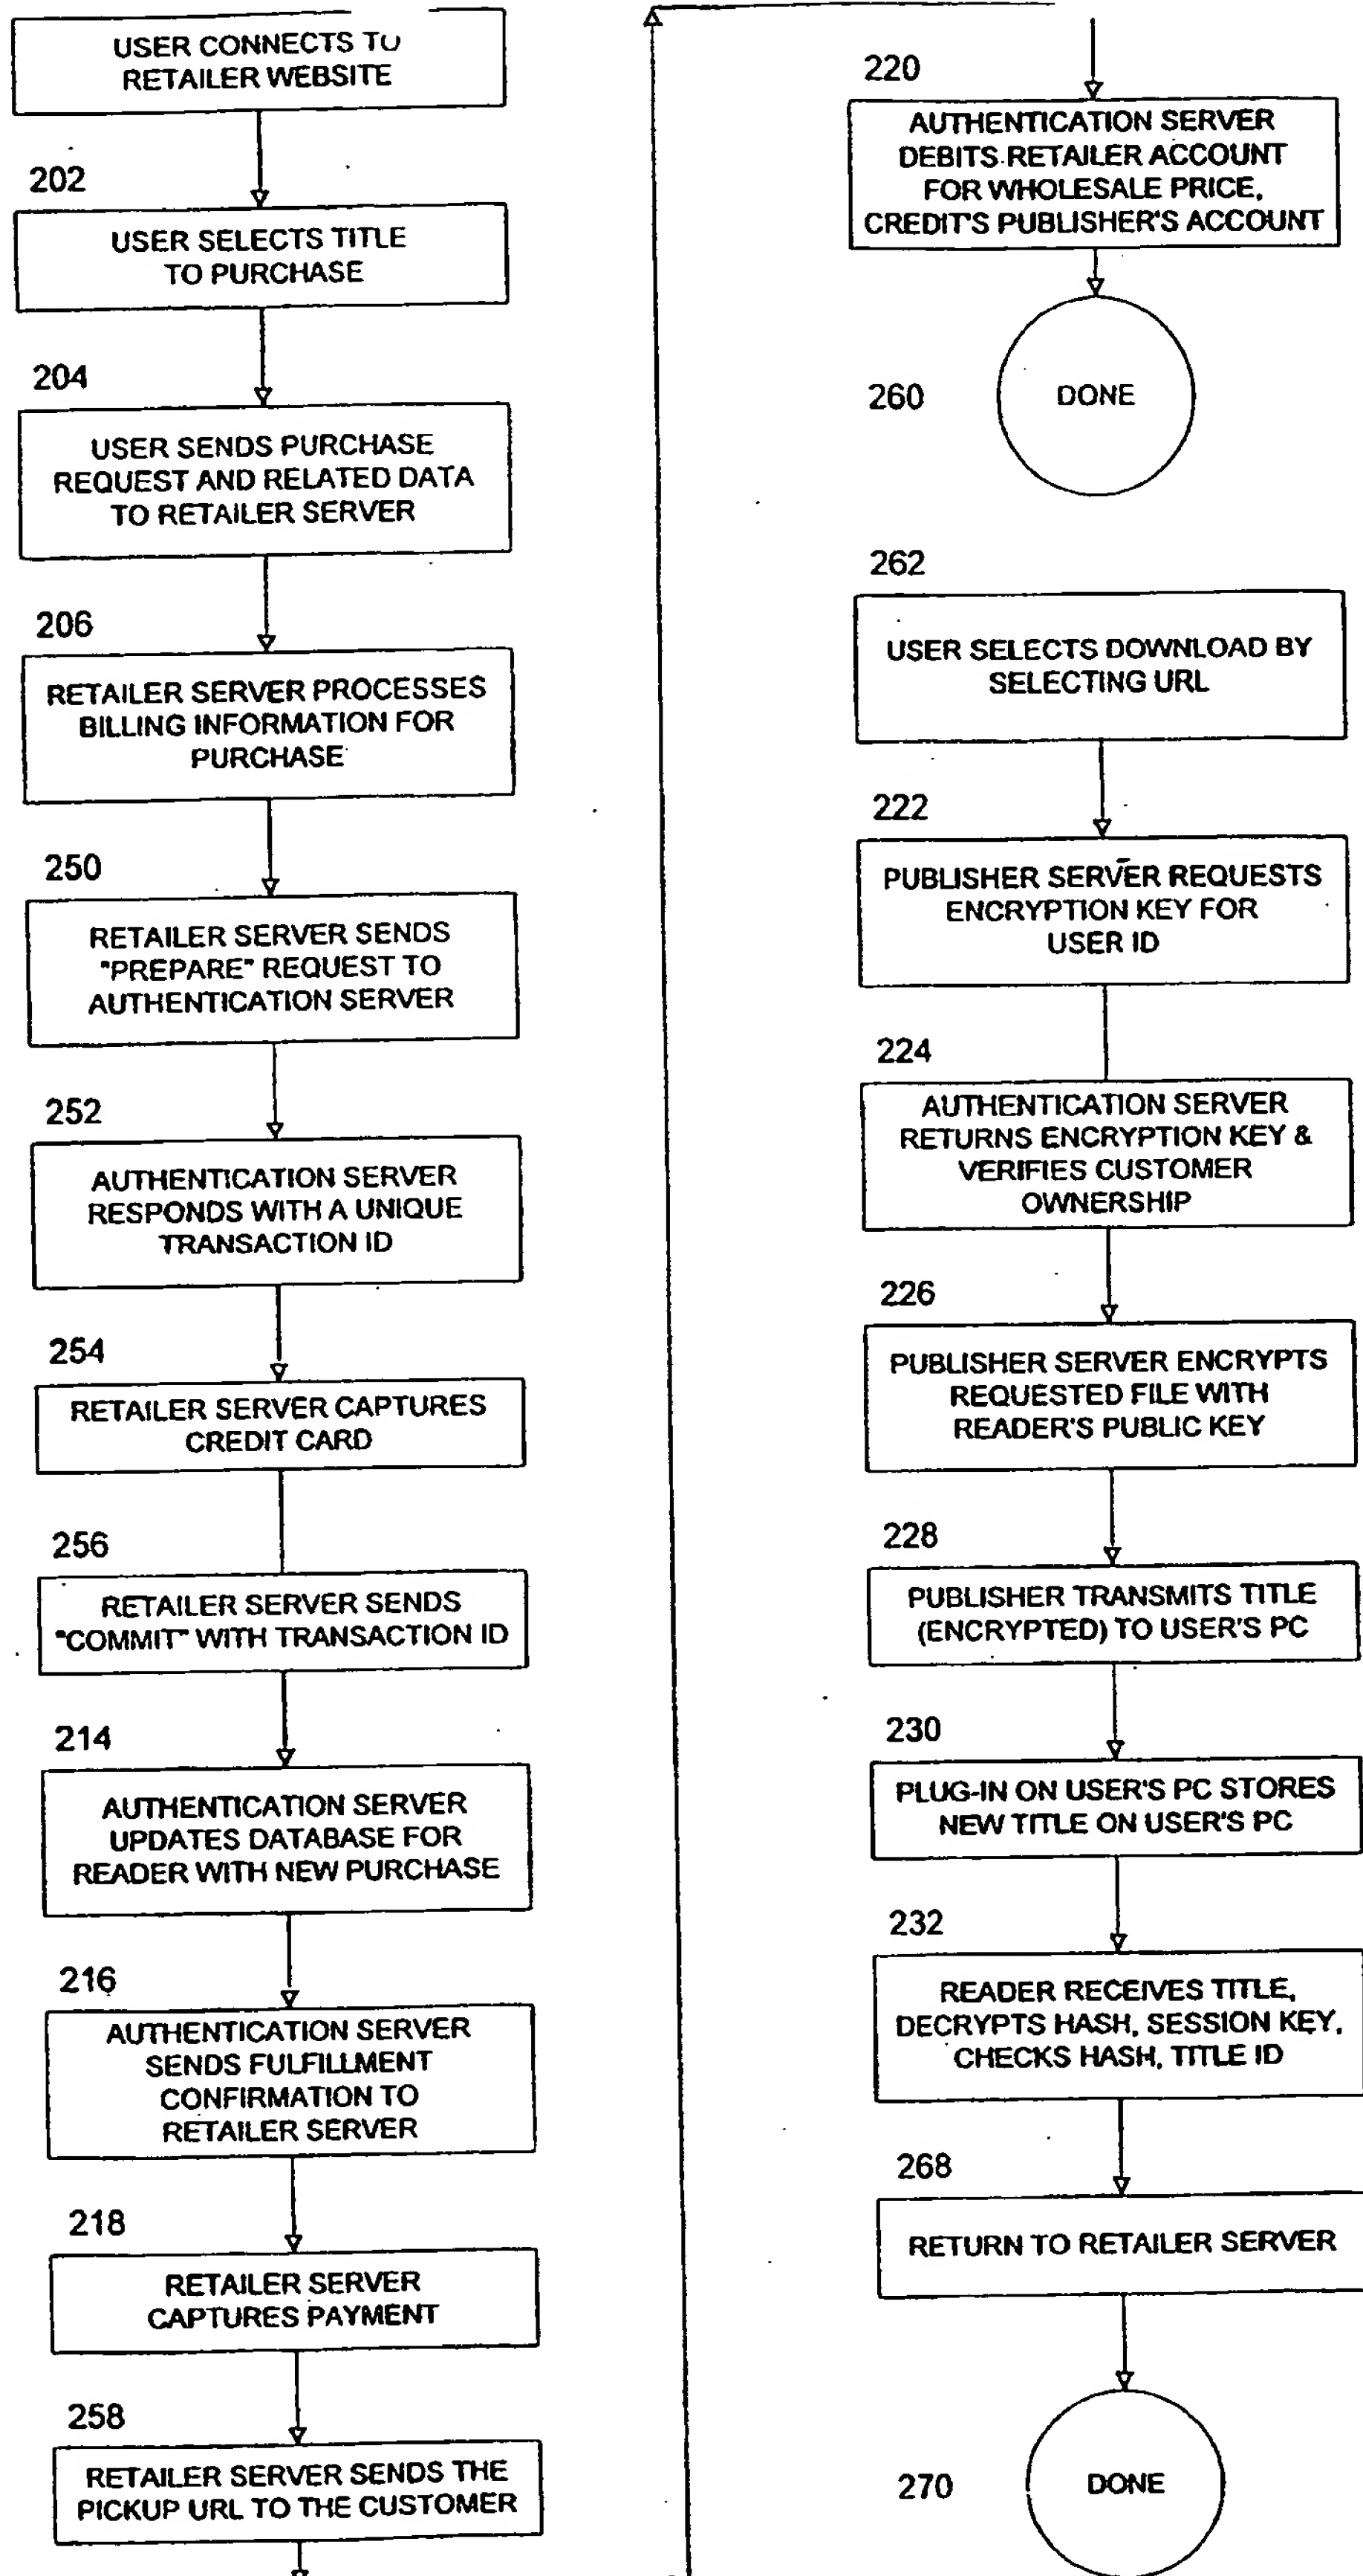 USER CONNECTS TO
RETAILER WEBSITE
202
USER SELECTS TITLE
TO PURCHASE
204
USER SENDS PURCHASE
REQUEST AND RELATED DATA
TO RETAILER SERVER
206
RETAILER SERVER PROCESSES
BILLING INFORMATION FOR
PURCHASE
250
RETAILER SERVER SENDS
"PREPARE" REQUEST TO
AUTHENTICATION SERVER
252
AUTHENTICATION SERVER
RESPONDS WITH A UNIQUE
TRANSACTION ID
254
RETAILER SERVER CAPTURES
CREDIT CARD
256
RETAILER SERVER SENDS
"COMMIT" WITH TRANSACTION ID
214
AUTHENTICATION SERVER
UPDATES DATABASE FOR
READER WITH NEW PURCHASE
216
AUTHENTICATION SERVER
SENDS FULFILLMENT
CONFIRMATION TO
RETAILER SERVER
218
RETAILER SERVER
CAPTURES PAYMENT
258
RETAILER SERVER SENDS THE
PICKUP URL TO THE CUSTOMER
220
AUTHENTICATION SERVER
DEBITS RETAILER ACCOUNT
FOR WHOLESALE PRICE,
CREDIT'S PUBLISHER'S ACCOUNT
260
DONE
262
USER SELECTS DOWNLOAD BY
SELECTING URL
222
PUBLISHER SERVER REQUESTS
ENCRYPTION KEY FOR
USER ID
224
AUTHENTICATION SERVER
RETURNS ENCRYPTION KEY &
VERIFIES CUSTOMER
OWNERSHIP
226
PUBLISHER SERVER ENCRYPTS
REQUESTED FILE WITH
READER'S PUBLIC KEY
228
PUBLISHER TRANSMITS TITLE
(ENCRYPTED) TO USER'S PC
230
PLUG-IN ON USER'S PC STORES
NEW TITLE ON USER'S PC
232
READER RECEIVES TITLE,
DECRYPTS HASH, SESSION KEY,
CHECKS HASH, TITLE ID
268
RETURN TO RETAILER SERVER
270
DONE